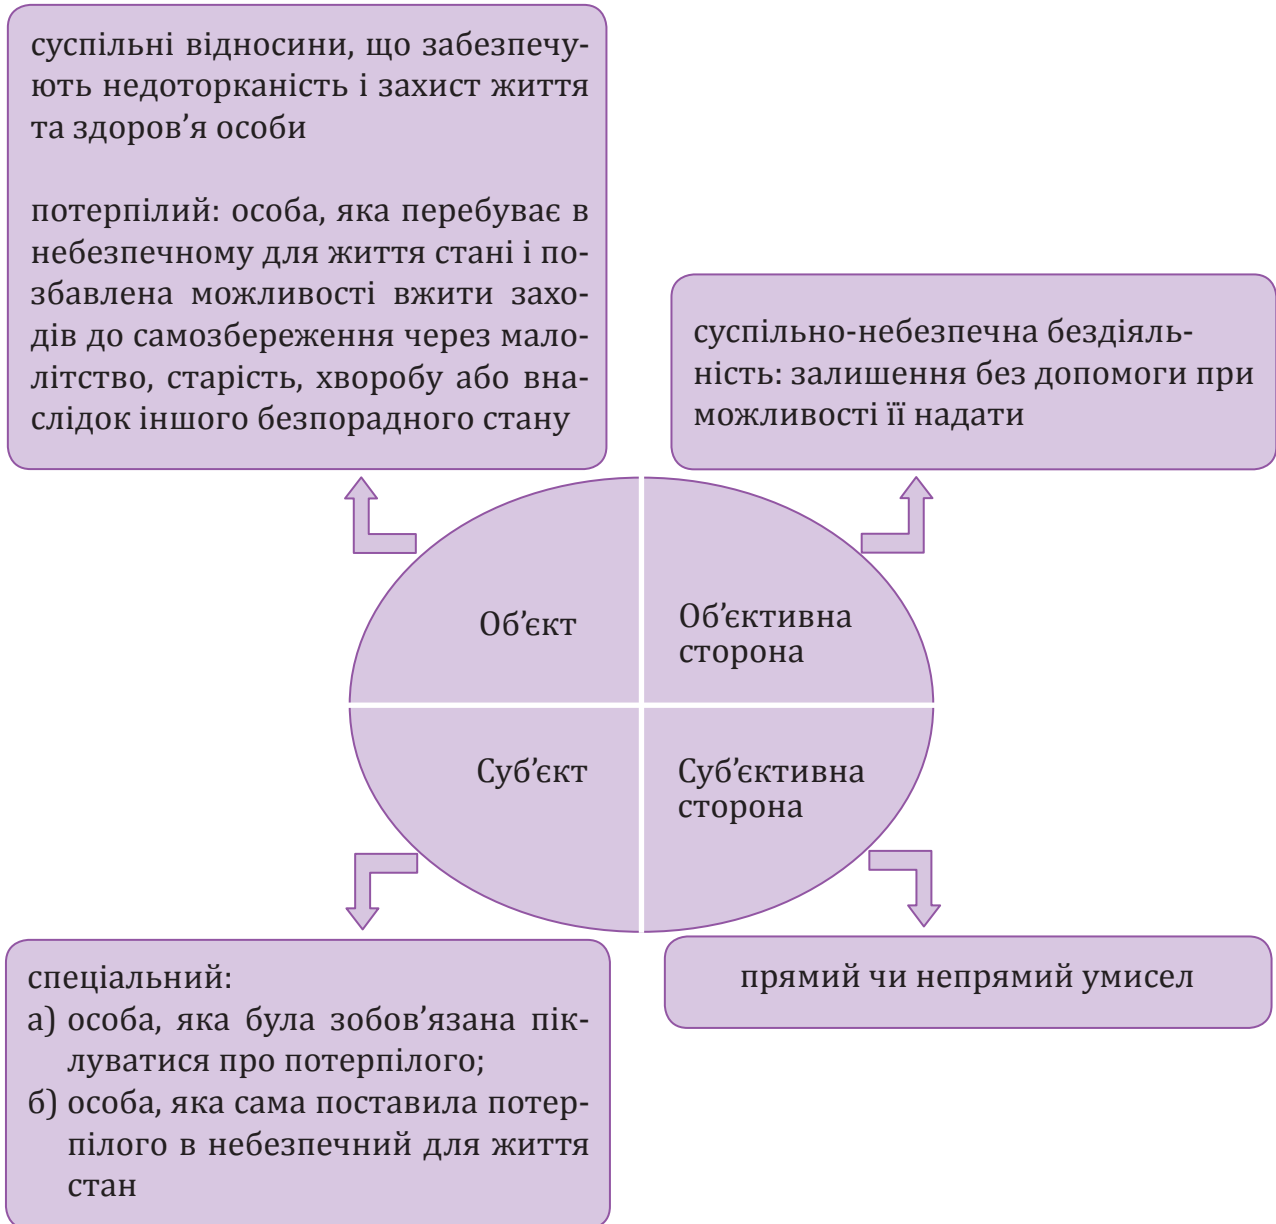 суспільні відносини, що забезпечу-
ють недоторканість і захист життя
та здоров’я особи
потерпілий: особа, яка перебуває в
небезпечному для життя стані і по-
збавлена можливості вжити захо-
дів до самозбереження через мало-
літство, старість, хворобу або вна-
слідок іншого безпорадного стану
суспільно-небезпечна бездіяль-
ність: залишення без допомоги при
можливості її надати
Об’єкт
Об’єктивна
сторона
Суб’єкт
Суб’єктивна
сторона
спеціальний:
а) особа, яка була зобов’язана пік-
луватися про потерпілого;
б) особа, яка сама поставила потер-
пілого в небезпечний для життя
стан
прямий чи непрямий умисел